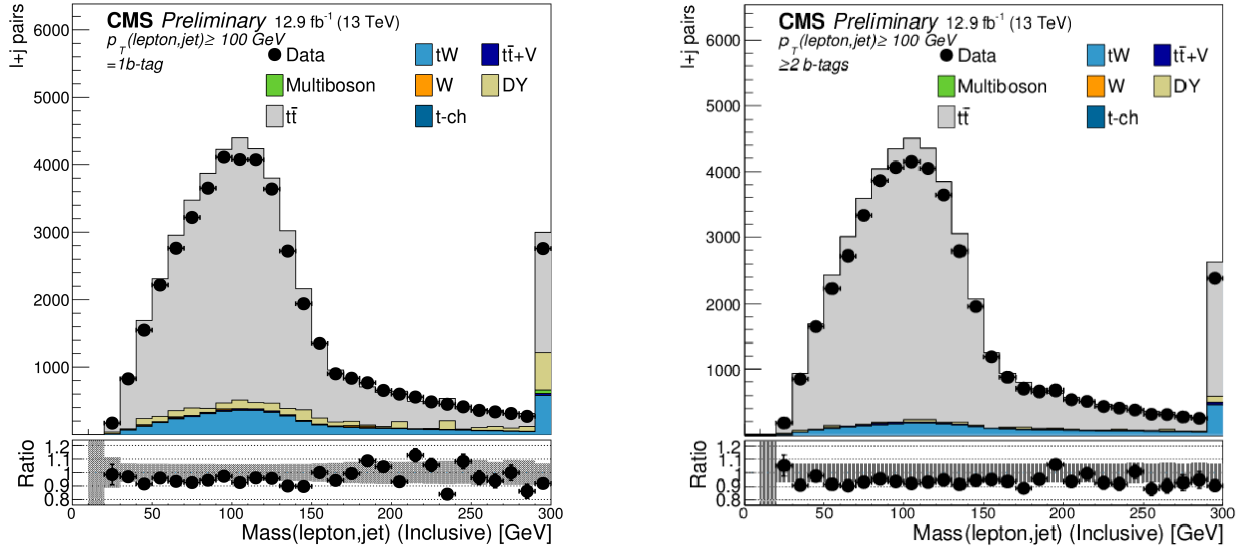 CMS Preliminary 12.9 fb⁻¹ (13 TeV)
p_T(lepton,jet) ≥ 100 GeV
=1b-tag
Data
Multiboson
tt̄
tW
W
t-ch
tt̄+V
DY
l+j pairs
6000
5000
4000
3000
2000
1000
Ratio
1.2
1.1
1
0.9
0.8
0 50 100 150 200 250 300
Mass(lepton,jet) (Inclusive) [GeV]
CMS Preliminary 12.9 fb⁻¹ (13 TeV)
p_T(lepton,jet) ≥ 100 GeV
≥2 b-tags
Data
Multiboson
tt̄
tW
W
t-ch
tt̄+V
DY
l+j pairs
6000
5000
4000
3000
2000
1000
Ratio
1.2
1.1
1
0.9
0.8
0 50 100 150 200 250 300
Mass(lepton,jet) (Inclusive) [GeV]